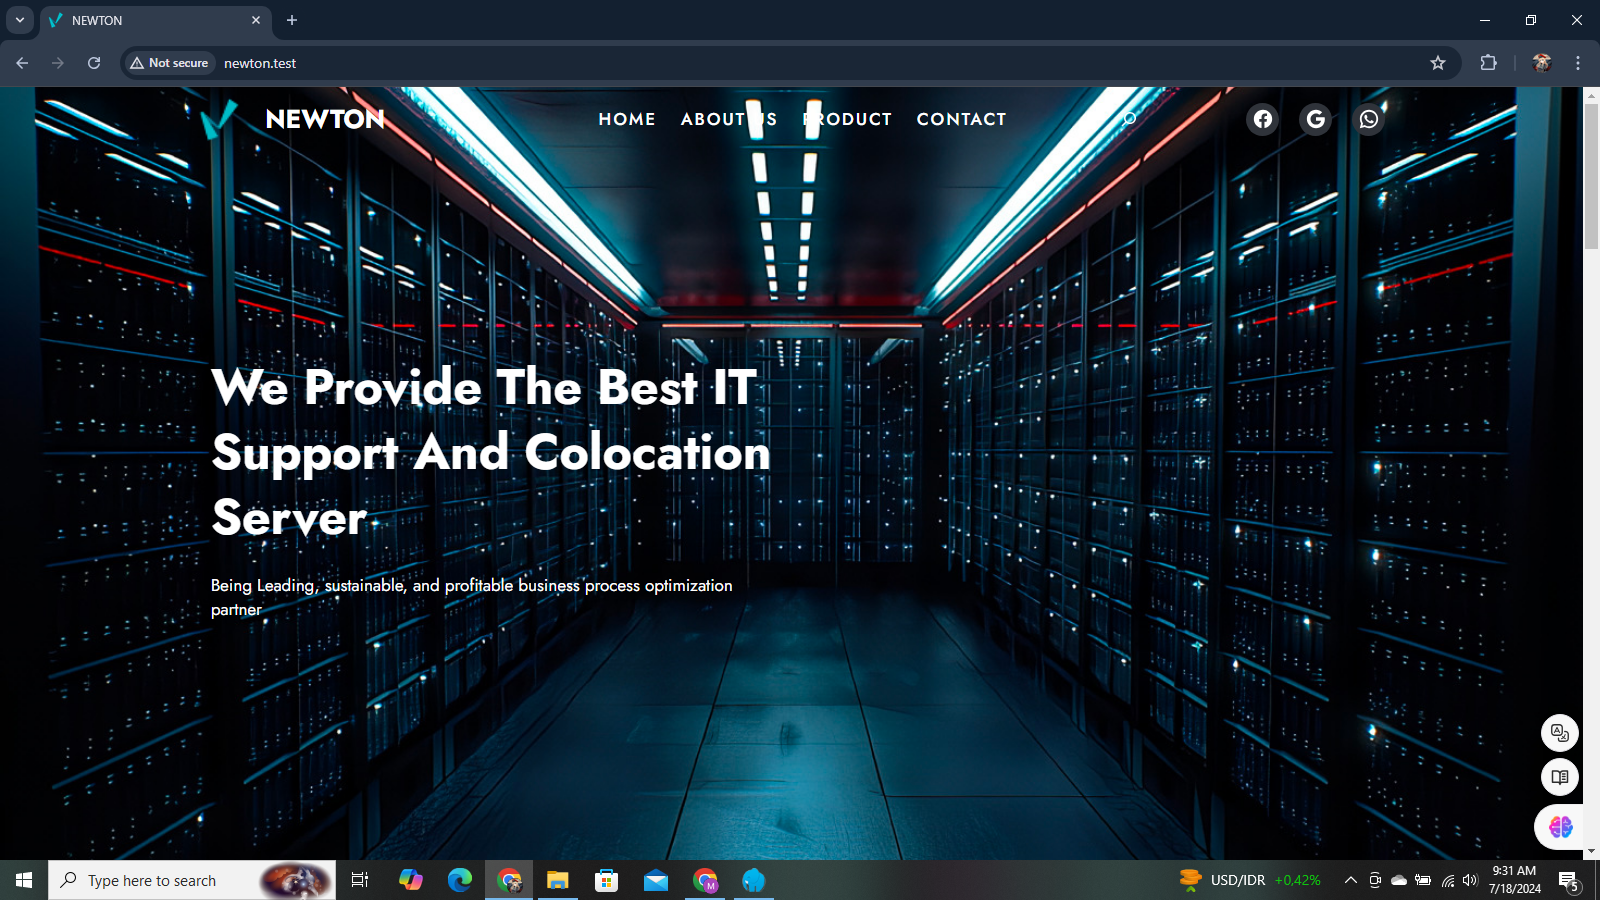 NEWTON
Not secure
newton.test
NEWTON
HOME ABOUT US PRODUCT CONTACT
We Provide The Best IT
Support And Colocation
Server
Being Leading, sustainable, and profitable business process optimization
partner
Type here to search
M
USD/IDR +0,42%
9:31 AM
7/18/2024
5